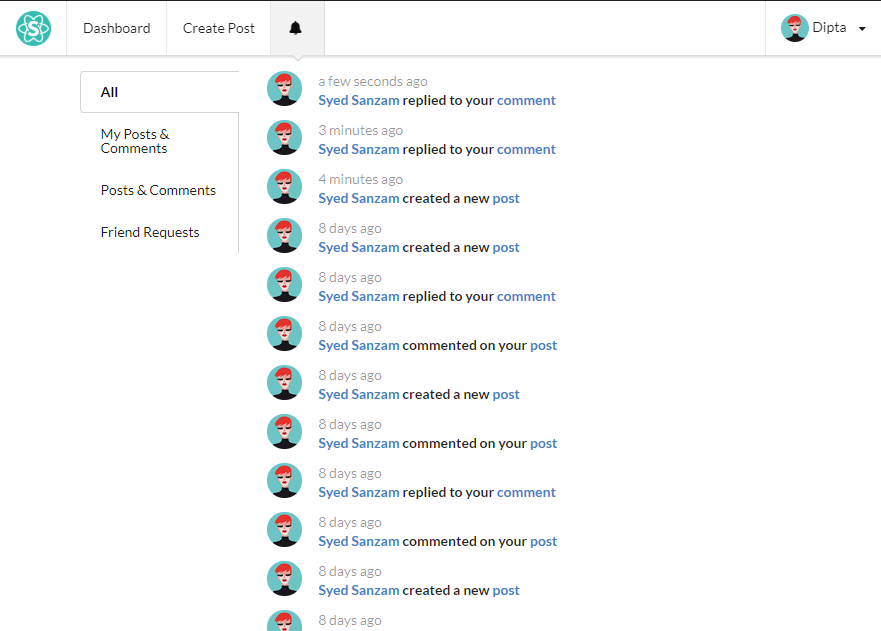 S
Dashboard
Create Post
Dipta
All
My Posts &
Comments
Posts & Comments
Friend Requests
a few seconds ago
Syed Sanzam replied to your comment
3 minutes ago
Syed Sanzam replied to your comment
4 minutes ago
Syed Sanzam created a new post
8 days ago
Syed Sanzam created a new post
8 days ago
Syed Sanzam replied to your comment
8 days ago
Syed Sanzam commented on your post
8 days ago
Syed Sanzam created a new post
8 days ago
Syed Sanzam commented on your post
8 days ago
Syed Sanzam replied to your comment
8 days ago
Syed Sanzam commented on your post
8 days ago
Syed Sanzam created a new post
8 days ago